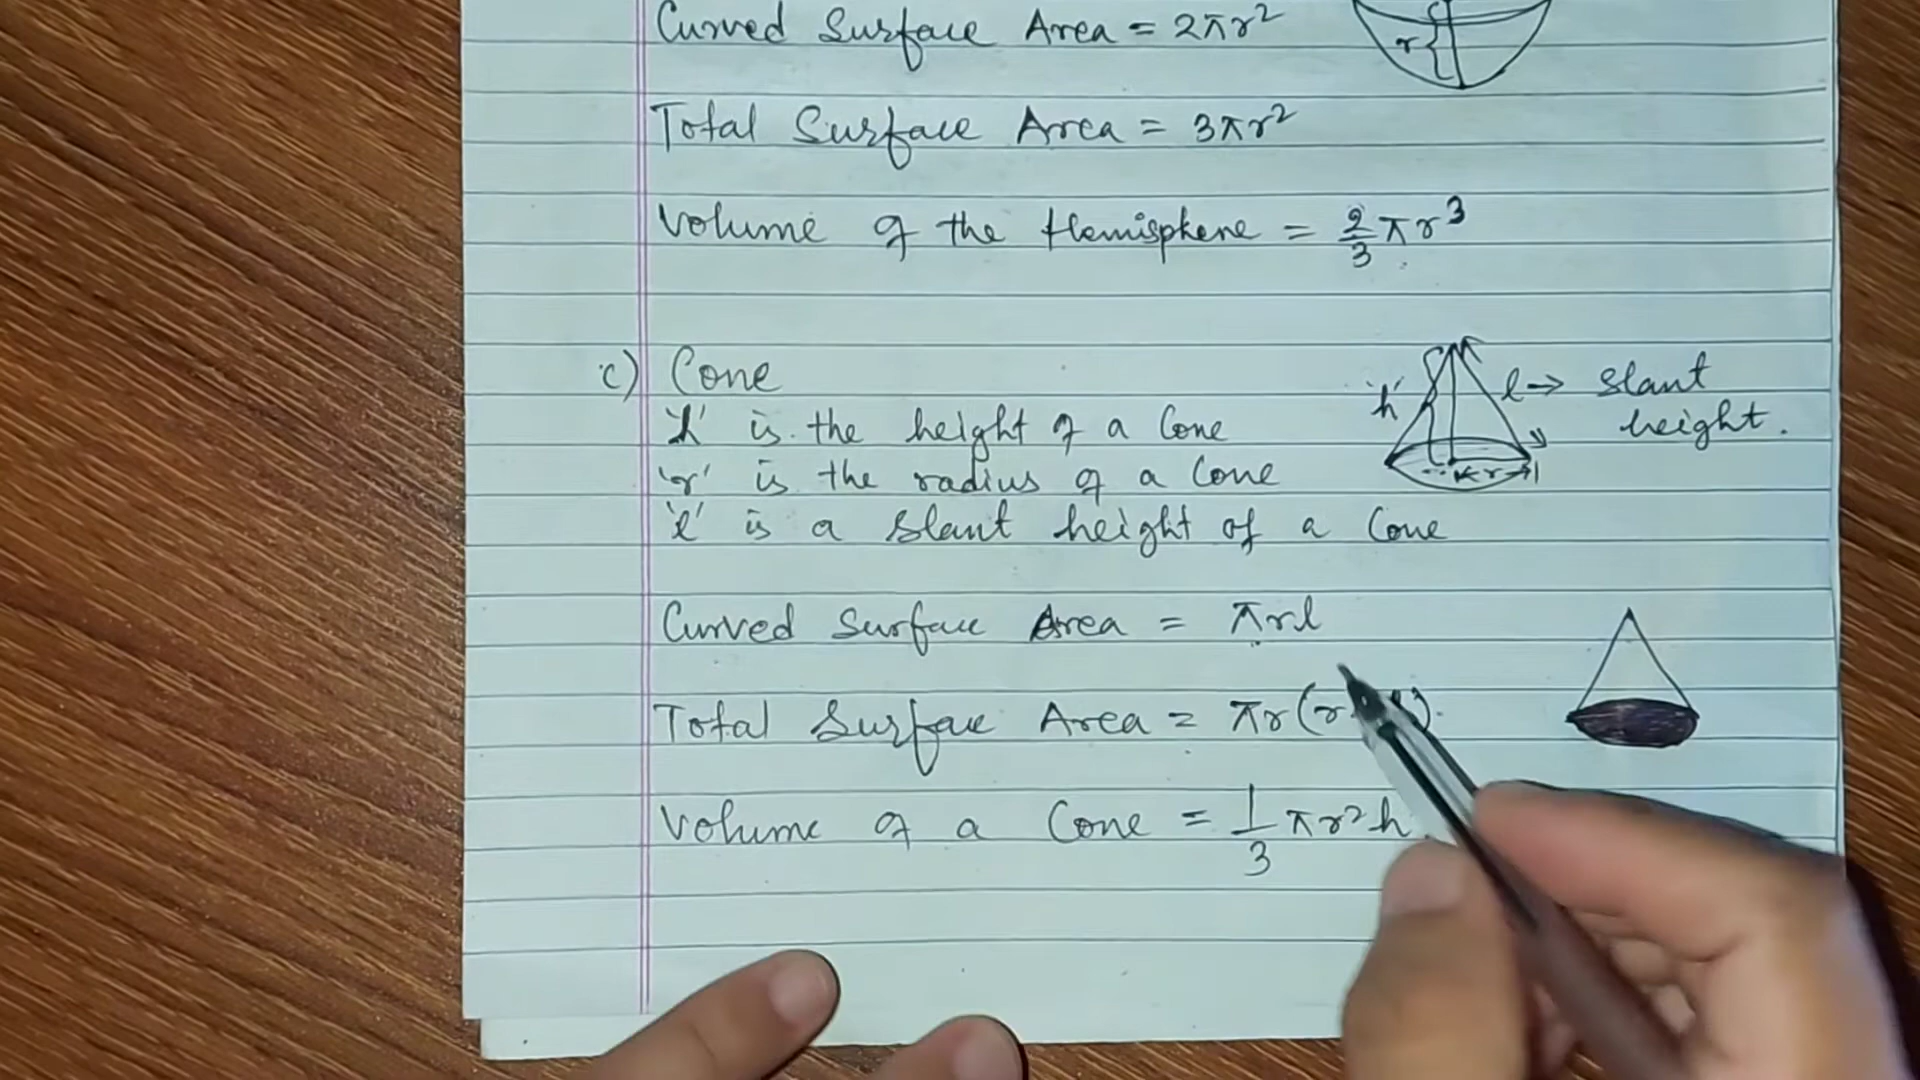 Curved Surface Area = 2πr²
r
Total Surface Area = 3πr²
Volume of the Hemisphere = 2/3 πr³
c) Cone
'h' is the height of a Cone
'r' is the radius of a Cone
'l' is a slant height of a Cone
'h' l → slant
height.
r
Curved Surface Area = πrl
Total Surface Area = πr(r
Volume of a Cone = 1/3 πr²h